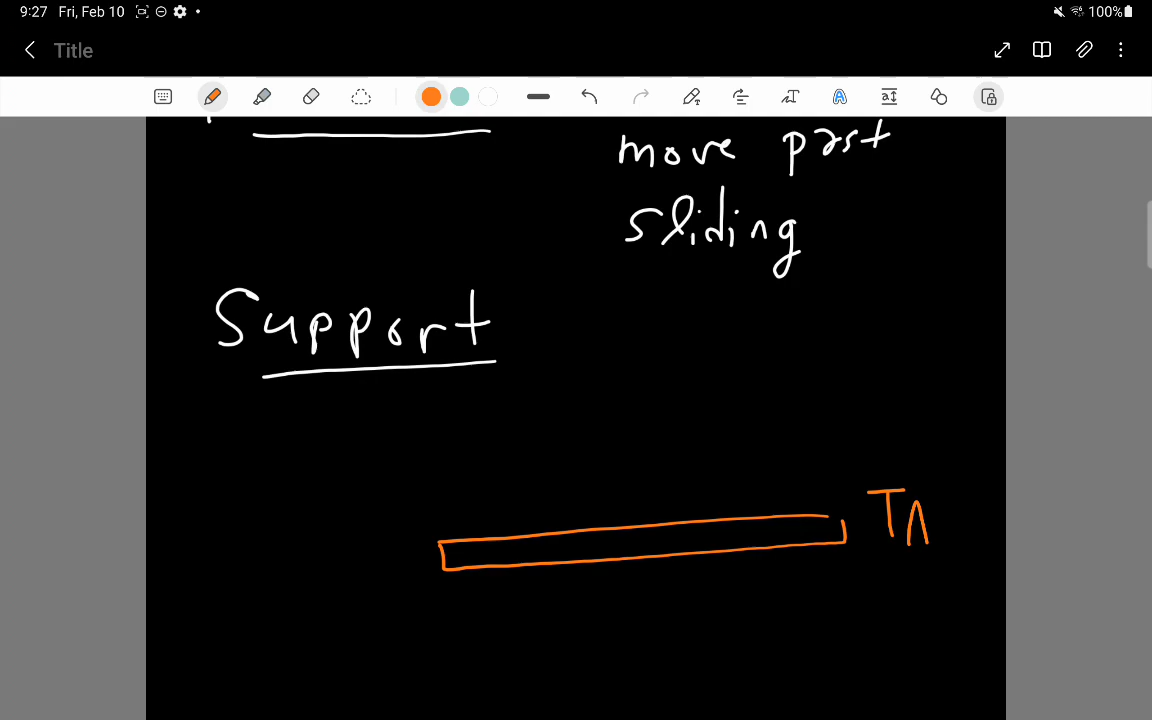 9:27 Fri, Feb 10
100%
Title
move past
sliding
Support